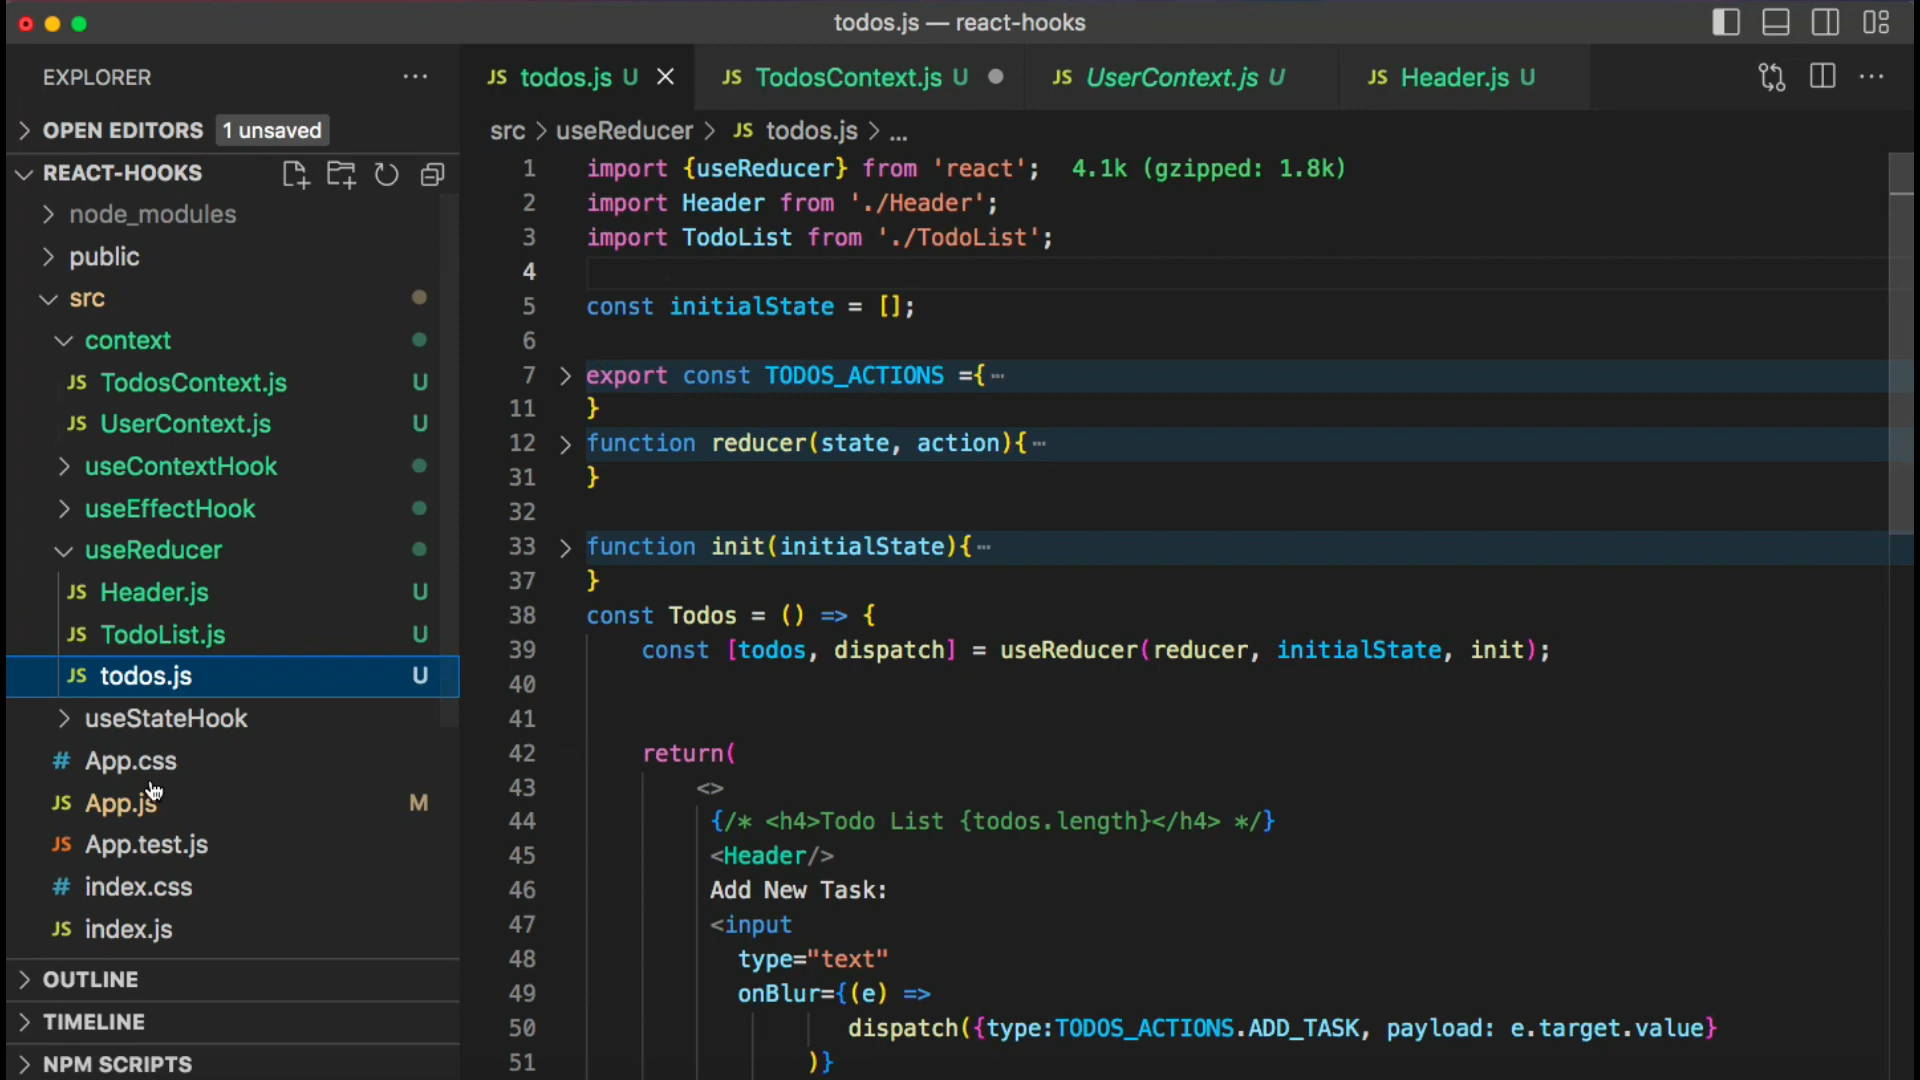 todos.js — react-hooks
EXPLORER
OPEN EDITORS 1 unsaved
REACT-HOOKS
node_modules
public
src
context
JS TodosContext.js U
JS UserContext.js U
useContextHook
useEffectHook
useReducer
JS Header.js U
JS TodoList.js U
JS todos.js U
useStateHook
# App.css
JS App.js M
JS App.test.js
# index.css
JS index.js
OUTLINE
TIMELINE
NPM SCRIPTS
JS todos.js U JS TodosContext.js U JS UserContext.js U JS Header.js U
src > useReducer > JS todos.js > ...
1 import {useReducer} from 'react'; 4.1k (gzipped: 1.8k)
2 import Header from './Header';
3 import TodoList from './TodoList';
4
5 const initialState = [];
6
7 export const TODOS_ACTIONS ={…
11 }
12 function reducer(state, action){…
31 }
32
33 function init(initialState){…
37 }
38 const Todos = () => {
39 const [todos, dispatch] = useReducer(reducer, initialState, init);
40
41
42 return(
43 <>
44 {/* <h4>Todo List {todos.length}</h4> */}
45 <Header/>
46 Add New Task:
47 <input
48 type="text"
49 onBlur={(e) =>
50 dispatch({type:TODOS_ACTIONS.ADD_TASK, payload: e.target.value}
51 )}